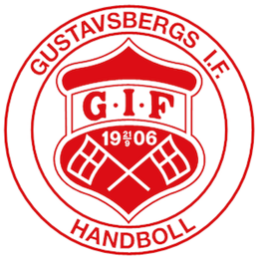 GUSTAVSBERGS I.F.
G·I·F
19 06
HANDBOLL